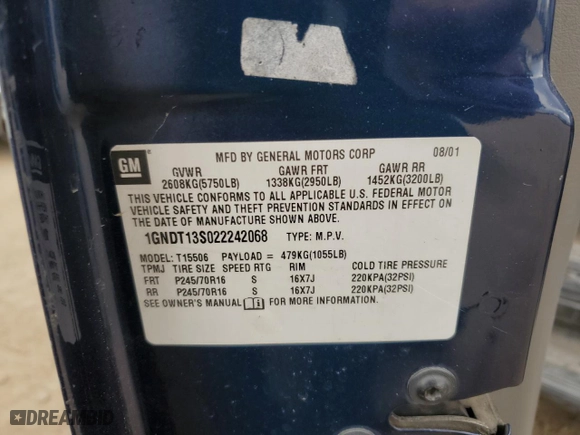 GM
MFD BY GENERAL MOTORS CORP 08/01
GVWR GAWR FRT GAWR RR
2608KG(5750LB) 1338KG(2950LB) 1452KG(3200LB)
THIS VEHICLE CONFORMS TO ALL APPLICABLE U.S. FEDERAL MOTOR
VEHICLE SAFETY AND THEFT PREVENTION STANDARDS IN EFFECT ON THE
DATE OF MANUFACTURE SHOWN ABOVE.
1GNDT13S022242068 TYPE: M.P.V.
MODEL: T15506 PAYLOAD = 479KG(1055LB)
TPMJ TIRE SIZE SPEED RTG RIM COLD TIRE PRESSURE
FRT P245/70R16 S 16X7J 220KPA(32PSI)
RR P245/70R16 S 16X7J 220KPA(32PSI)
SEE OWNER'S MANUAL FOR MORE INFORMATION.
DREAMBID